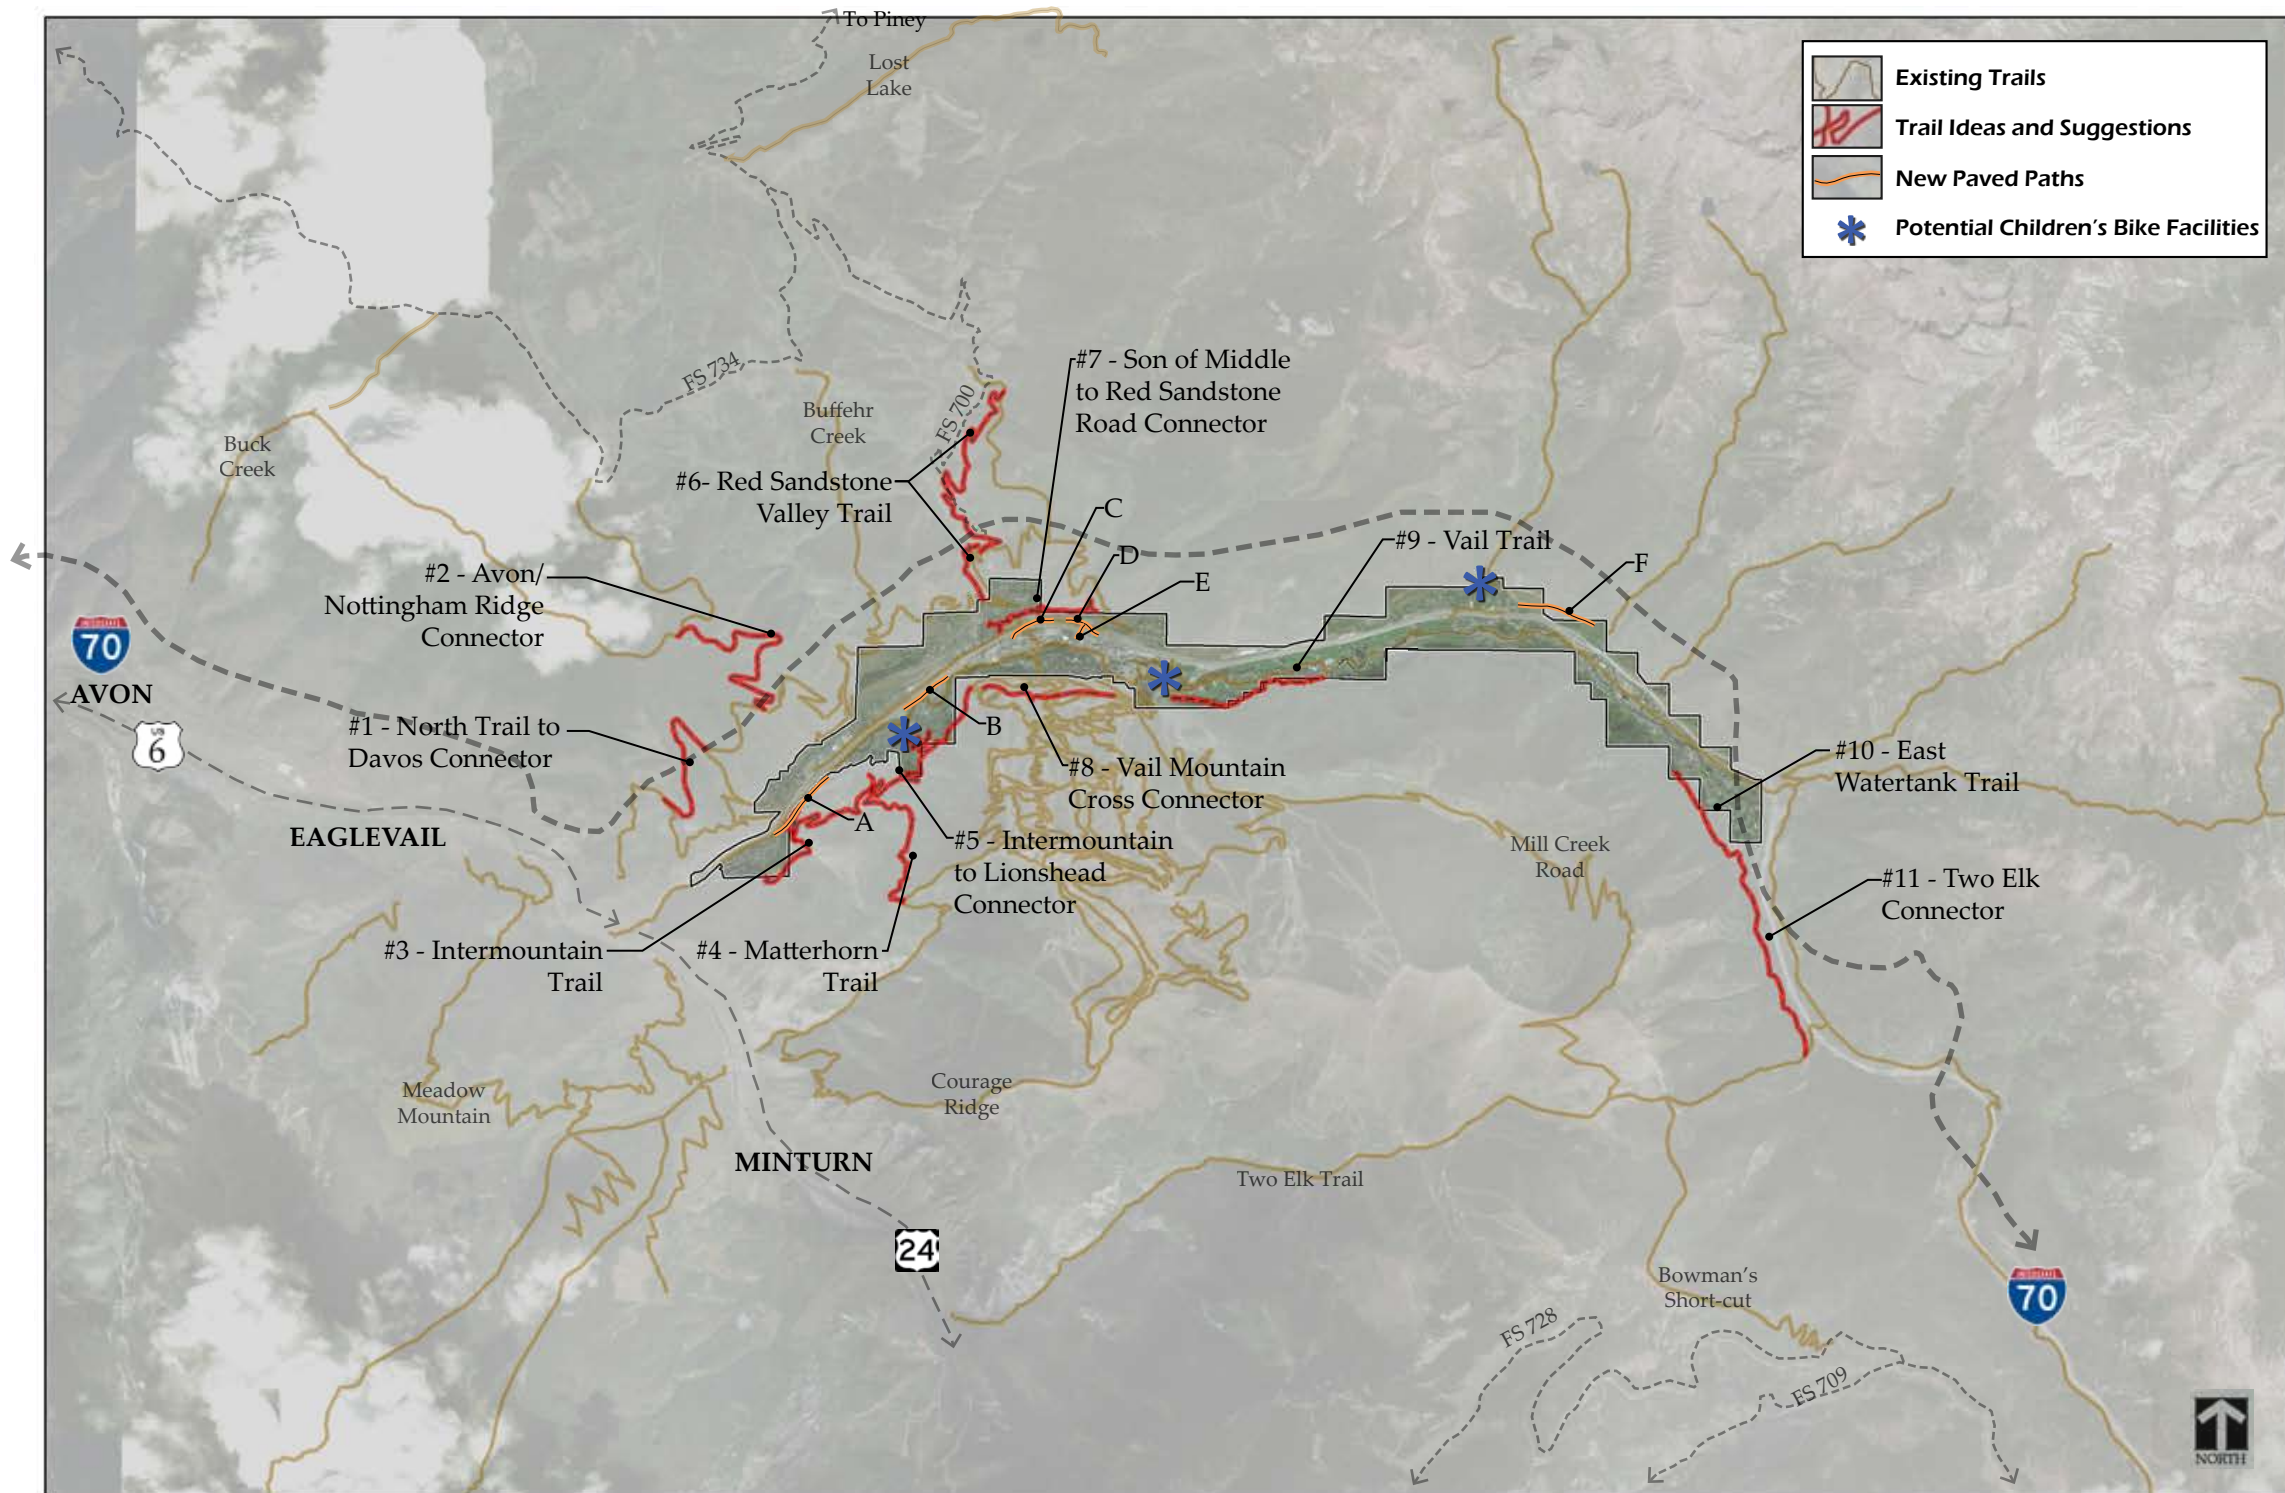 To Piney
Lost
Lake
Existing Trails
Trail Ideas and Suggestions
New Paved Paths
Potential Children's Bike Facilities
FS 734
FS 700
Buffehr
Creek
Buck
Creek
#7 - Son of Middle
to Red Sandstone
Road Connector
#6- Red Sandstone
Valley Trail
C
D
E
#9 - Vail Trail
F
#2 - Avon/
Nottingham Ridge
Connector
INTERSTATE
70
AVON
US
6
#1 - North Trail to
Davos Connector
EAGLEVAIL
B
A
#8 - Vail Mountain
Cross Connector
#5 - Intermountain
to Lionshead
Connector
#10 - East
Watertank Trail
Mill Creek
Road
#11 - Two Elk
Connector
#3 - Intermountain
Trail
#4 - Matterhorn
Trail
Meadow
Mountain
Courage
Ridge
MINTURN
Two Elk Trail
24
Bowman's
Short-cut
INTERSTATE
70
FS 728
FS 709
NORTH